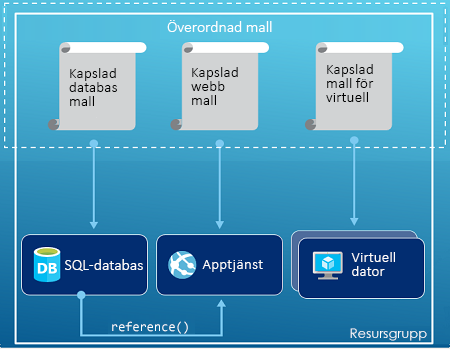 Överordnad mall
Kapslad
databas
mall
Kapslad
webb
mall
Kapslad
mall för
virtuell
DB
SQL-databas
Apptjänst
Virtuell
dator
reference()
Resursgrupp